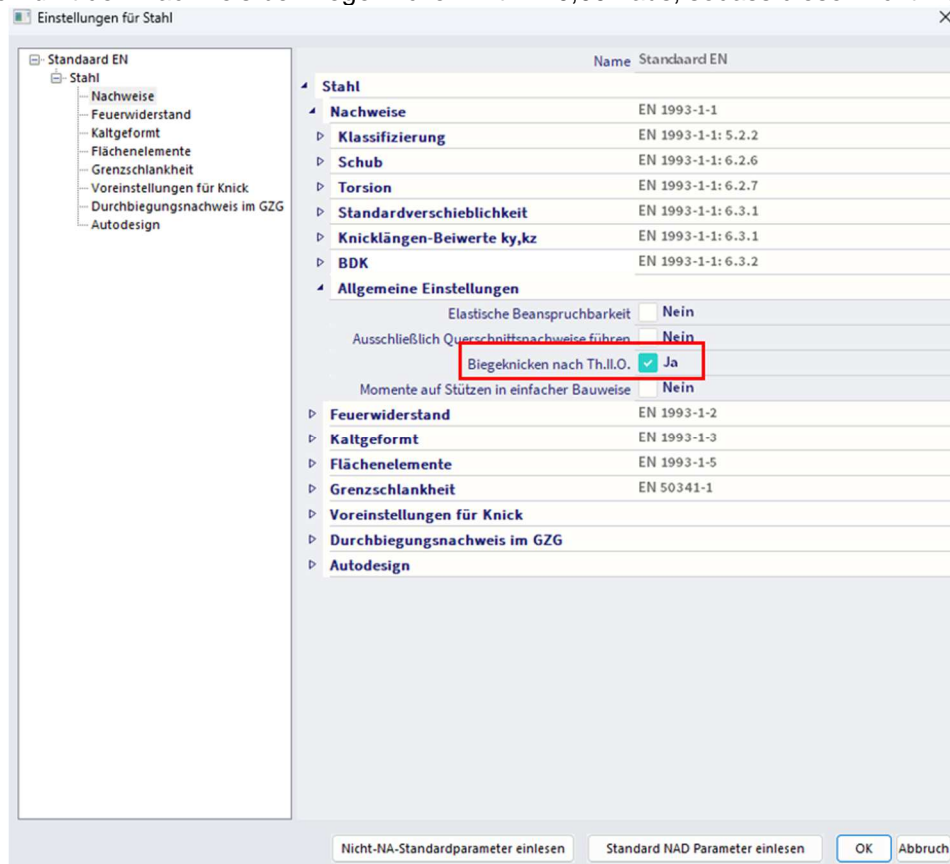 Einstellungen für Stahl
Standaard EN
Stahl
Nachweise
Feuerwiderstand
Kaltgeformt
Flächenelemente
Grenzschlankheit
Voreinstellungen für Knick
Durchbiegungsnachweis im GZG
Autodesign
Name Standaard EN
Stahl
Nachweise EN 1993-1-1
Klassifizierung EN 1993-1-1: 5.2.2
Schub EN 1993-1-1: 6.2.6
Torsion EN 1993-1-1: 6.2.7
Standardverschieblichkeit EN 1993-1-1: 6.3.1
Knicklängen-Beiwerte ky,kz EN 1993-1-1: 6.3.1
BDK EN 1993-1-1: 6.3.2
Allgemeine Einstellungen
Elastische Beanspruchbarkeit Nein
Ausschließlich Querschnittsnachweise führen Nein
Biegeknicken nach Th.II.O. Ja
Momente auf Stützen in einfacher Bauweise Nein
Feuerwiderstand EN 1993-1-2
Kaltgeformt EN 1993-1-3
Flächenelemente EN 1993-1-5
Grenzschlankheit EN 50341-1
Voreinstellungen für Knick
Durchbiegungsnachweis im GZG
Autodesign
Nicht-NA-Standardparameter einlesen Standard NAD Parameter einlesen OK Abbruch